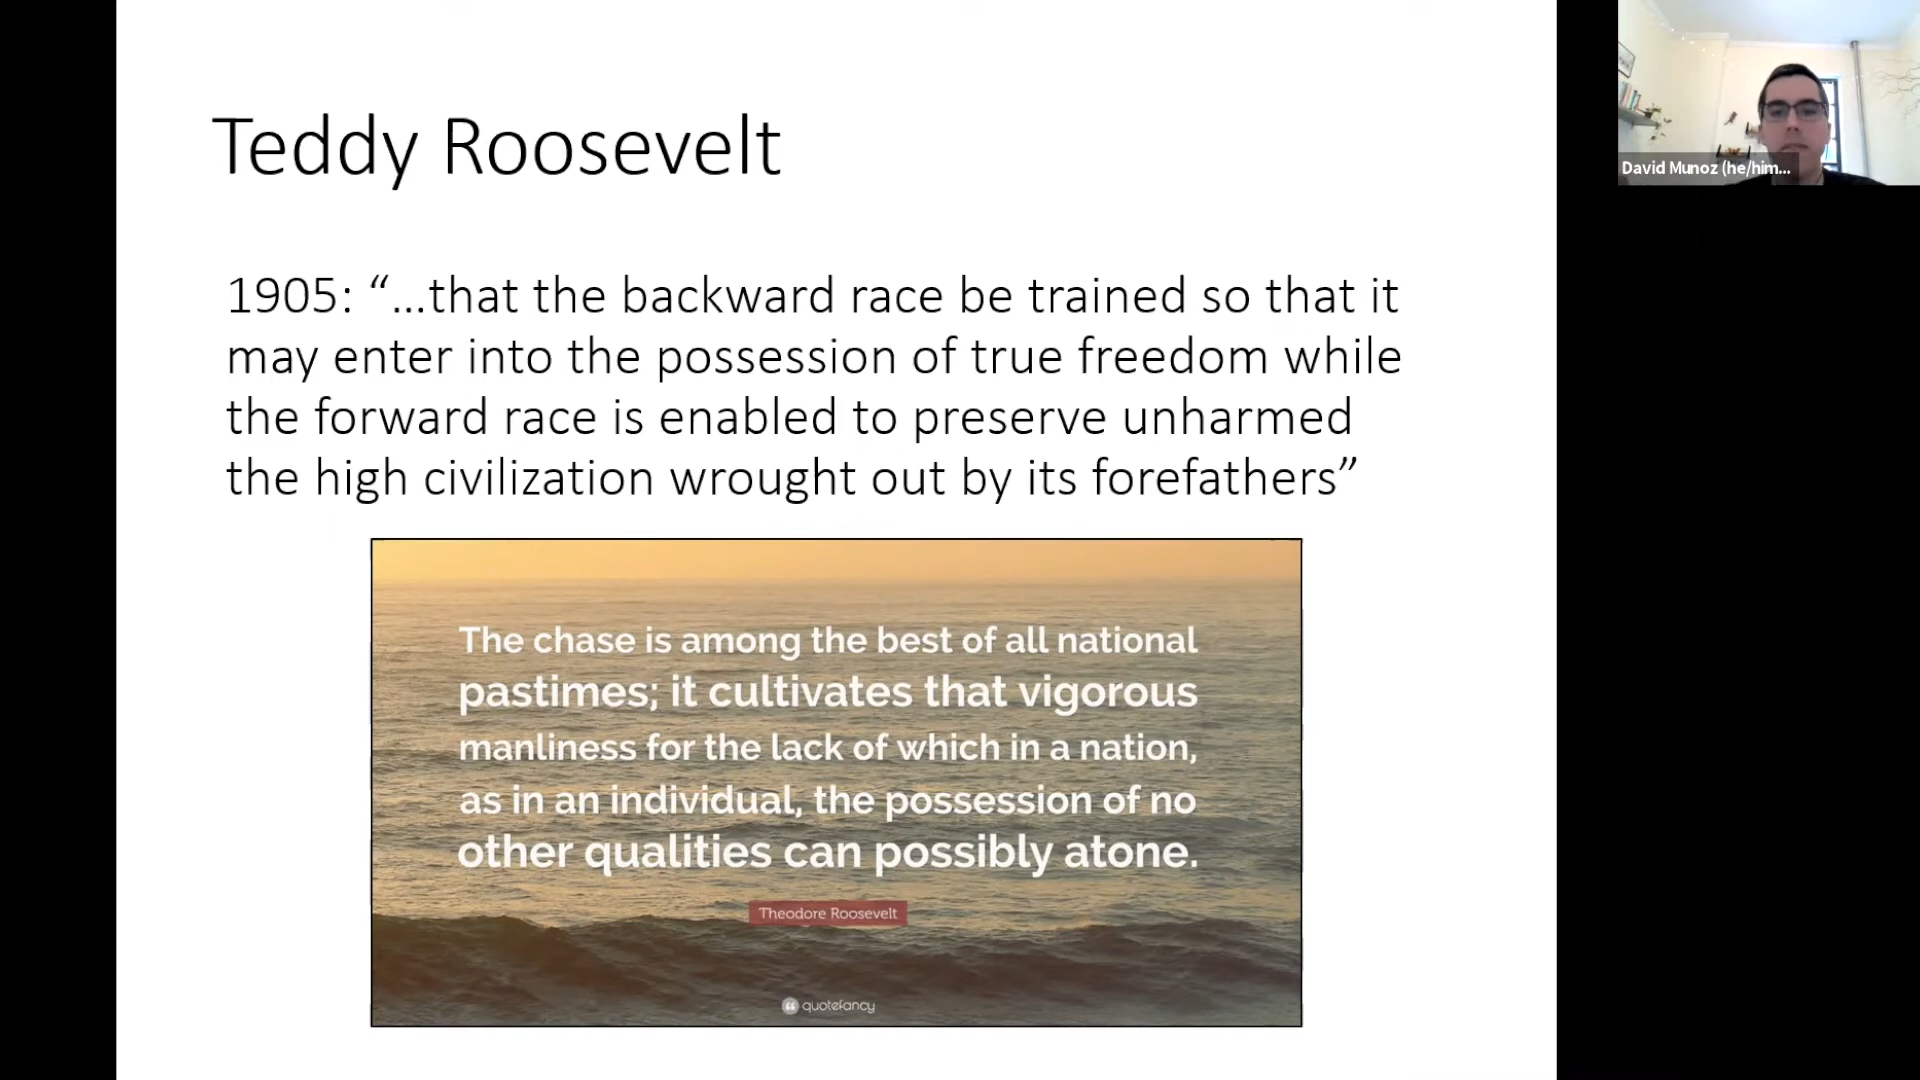 Teddy Roosevelt
1905: “...that the backward race be trained so that it
may enter into the possession of true freedom while
the forward race is enabled to preserve unharmed
the high civilization wrought out by its forefathers”
The chase is among the best of all national
pastimes; it cultivates that vigorous
manliness for the lack of which in a nation,
as in an individual, the possession of no
other qualities can possibly atone.
Theodore Roosevelt
quotefancy
David Munoz (he/him...